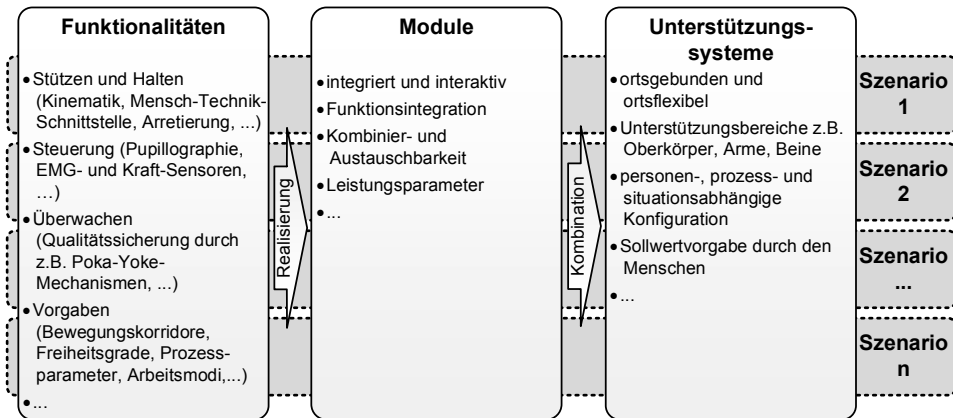 Funktionalitäten
• Stützen und Halten
(Kinematik, Mensch-Technik-
Schnittstelle, Arretierung, ...)
• Steuerung (Pupillographie,
EMG- und Kraft-Sensoren,
…)
• Überwachen
(Qualitätssicherung durch
z.B. Poka-Yoke-
Mechanismen, ...)
• Vorgaben
(Bewegungskorridore,
Freiheitsgrade, Prozess-
parameter, Arbeitsmodi,...)
• ...
Realisierung
Module
• integriert und interaktiv
• Funktionsintegration
• Kombinier- und
Austauschbarkeit
• Leistungsparameter
• ...
Kombination
Unterstützungs-
systeme
• ortsgebunden und
ortsflexibel
• Unterstützungsbereiche z.B.
Oberkörper, Arme, Beine
• personen-, prozess- und
situationsabhängige
Konfiguration
• Sollwertvorgabe durch den
Menschen
• ...
Szenario
1
Szenario
2
Szenario
...
Szenario
n